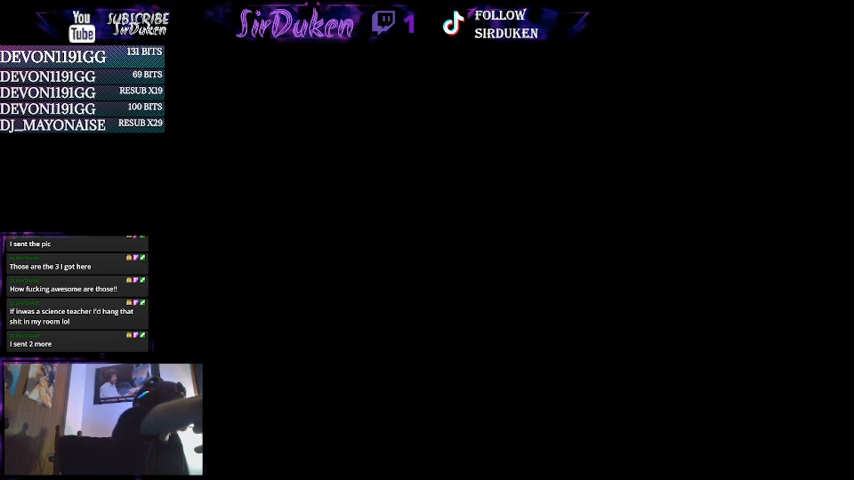 You
Tube
SUBSCRIBE
SirDuken
SirDuken
1
FOLLOW
SIRDUKEN
DEVON1191GG 131 BITS
DEVON1191GG 69 BITS
DEVON1191GG RESUB X19
DEVON1191GG 100 BITS
DJ_MAYONAISE RESUB X29
I sent the pic
Those are the 3 I got here
How fucking awesome are those!!
If inwas a science teacher I'd hang that
shit in my room lol
I sent 2 more